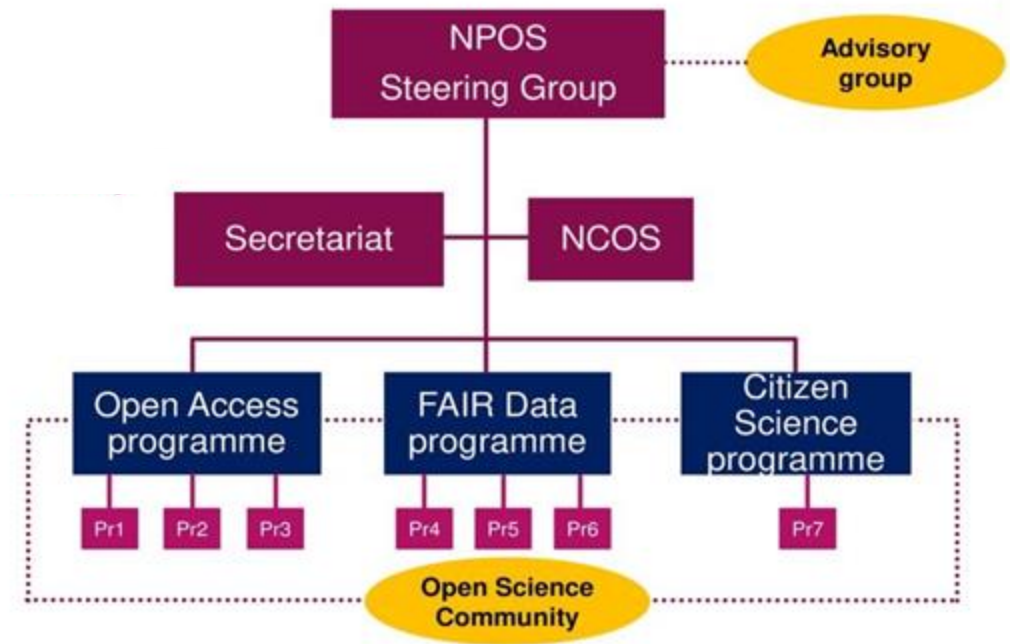 NPOS
Steering Group
Advisory
group
Secretariat
NCOS
Open Access
programme
FAIR Data
programme
Citizen
Science
programme
Pr1
Pr2
Pr3
Pr4
Pr5
Pr6
Pr7
Open Science
Community